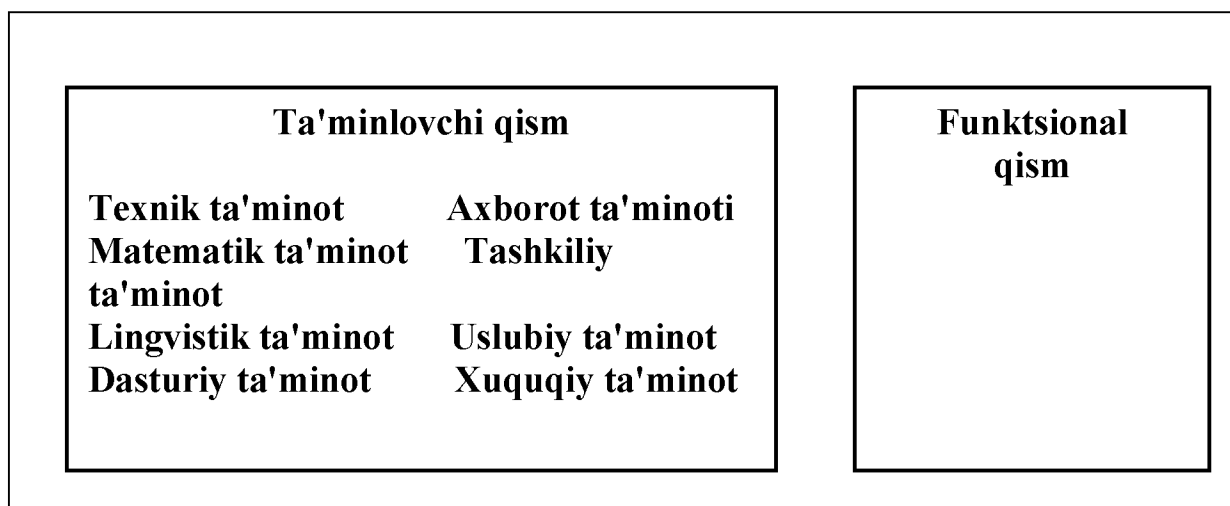 Ta'minlovchi qism
Texnik ta'minot Axborot ta'minoti
Matematik ta'minot Tashkiliy
ta'minot
Lingvistik ta'minot Uslubiy ta'minot
Dasturiy ta'minot Xuquqiy ta'minot
Funktsional
qism